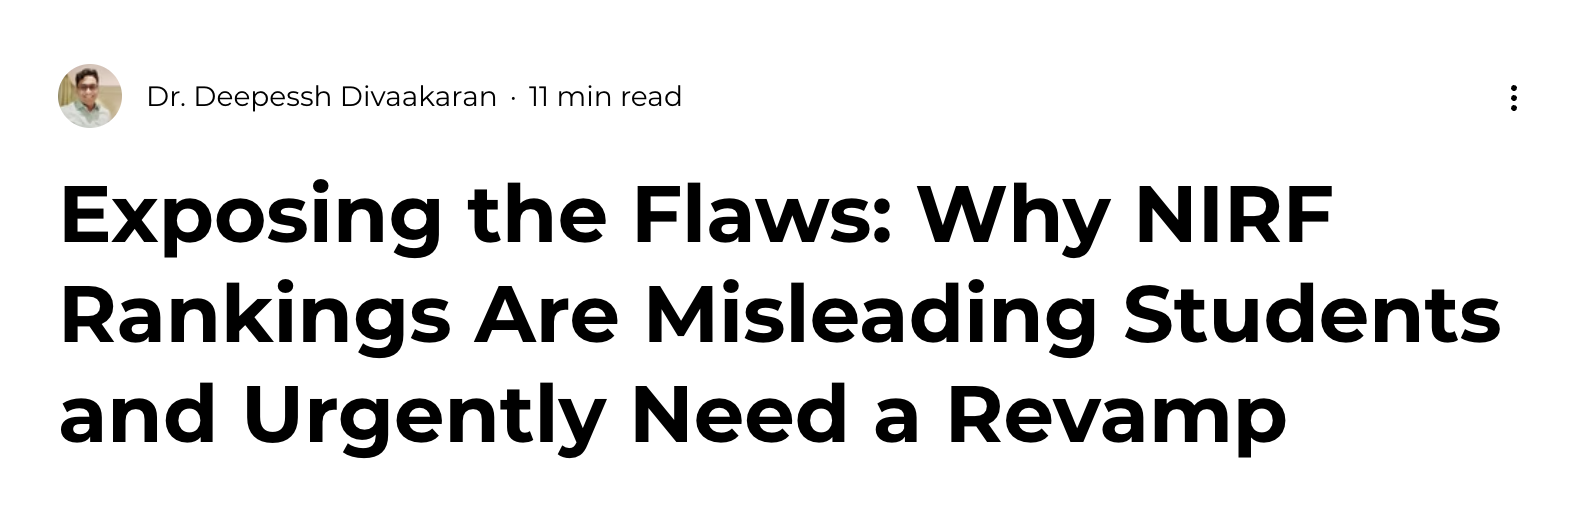 Dr. Deepessh Divaakaran · 11 min read
Exposing the Flaws: Why NIRF
Rankings Are Misleading Students
and Urgently Need a Revamp